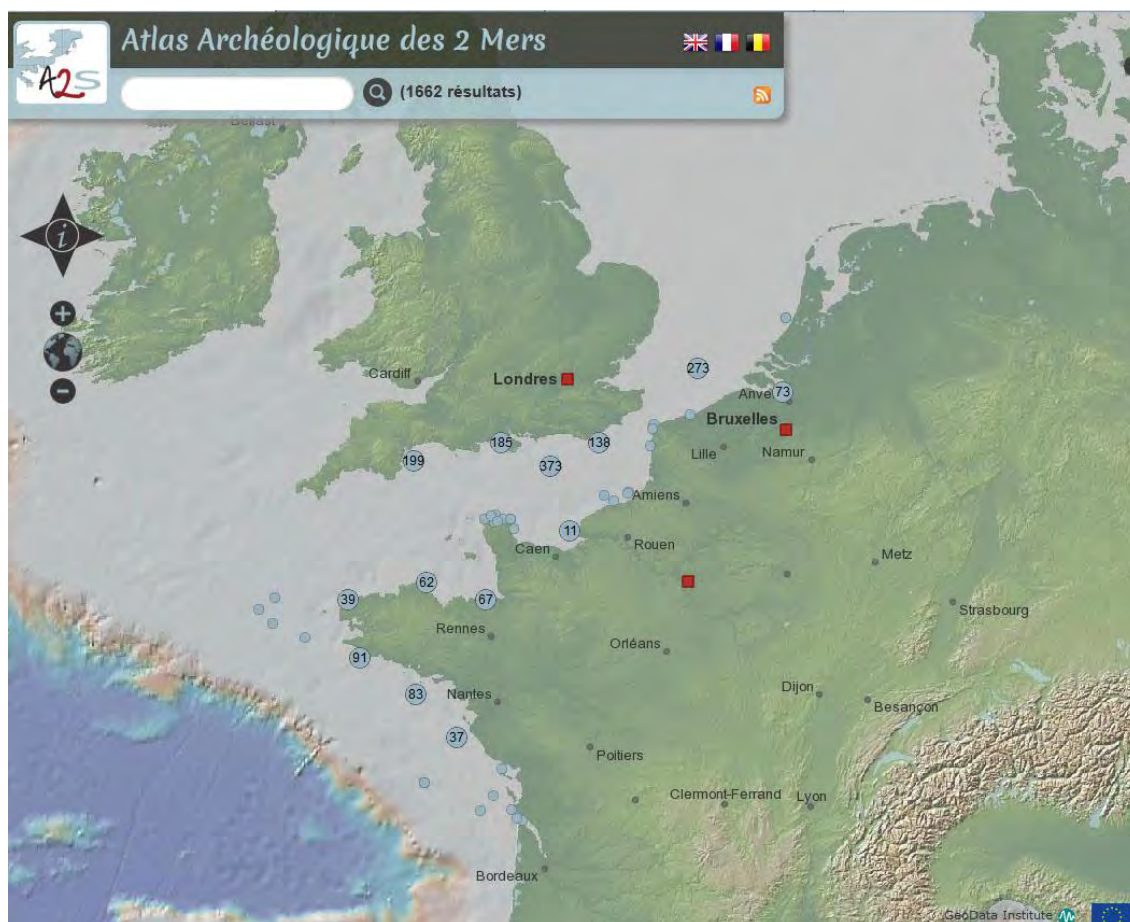 Atlas Archéologique des 2 Mers
A2S
(1662 résultats)
Belfast
i
273
Cardiff
Londres
73
Anve
Bruxelles
185
138
199
373
Lille
Namur
Amiens
11
Caen
Rouen
Metz
62
39
67
Strasbourg
Rennes
Orléans
91
83
Nantes
Dijon
Besançon
37
Poitiers
Clermont-Ferrand
Lyon
Bordeaux
GeoData Institute